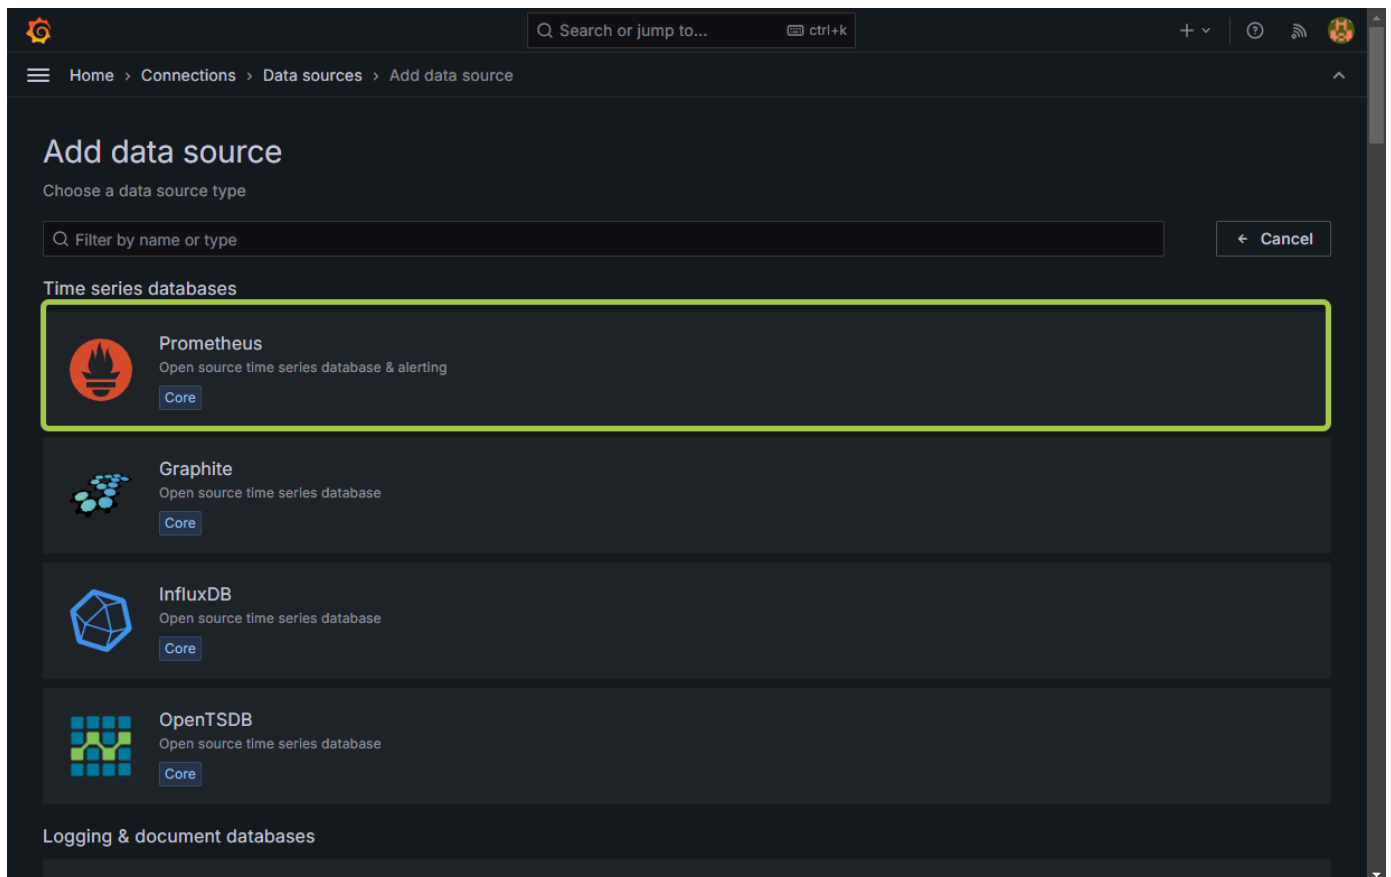 Search or jump to... ctrl+k
Home › Connections › Data sources › Add data source
Add data source
Choose a data source type
Filter by name or type
← Cancel
Time series databases
Prometheus
Open source time series database & alerting
Core
Graphite
Open source time series database
Core
InfluxDB
Open source time series database
Core
OpenTSDB
Open source time series database
Core
Logging & document databases